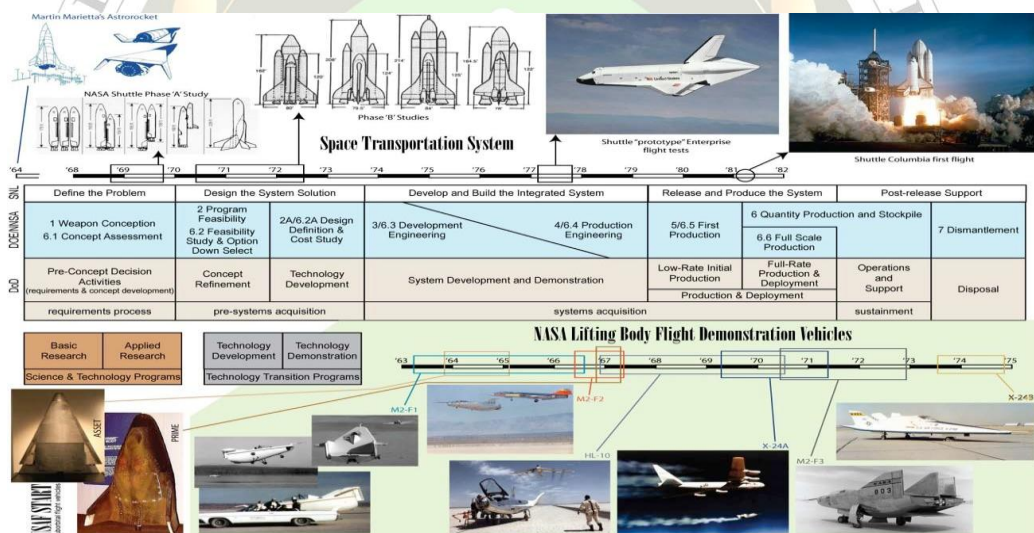 Martin Marietta's Astrorocket
NASA Shuttle Phase 'A' Study
Phase 'B' Studies
Shuttle "prototype" Enterprise
flight tests
Shuttle Columbia first flight
Space Transportation System
'64 '68 '69 '70 '71 '72 '73 '74 '75 '76 '77 '78 '79 '80 '81 '82
SNL
Define the Problem
Design the System Solution
Develop and Build the Integrated System
Release and Produce the System
Post-release Support
DOE/NNSA
1 Weapon Conception
6.1 Concept Assessment
2 Program
Feasibility
6.2 Feasibility
Study & Option
Down Select
2A/6.2A Design
Definition &
Cost Study
3/6.3 Development
Engineering
4/6.4 Production
Engineering
5/6.5 First
Production
6 Quantity Production and Stockpile
6.6 Full Scale
Production
7 Dismantlement
DoD
Pre-Concept Decision
Activities
(requirements & concept development)
Concept
Refinement
Technology
Development
System Development and Demonstration
Low-Rate Initial
Production
Full-Rate
Production &
Deployment
Production & Deployment
Operations
and
Support
Disposal
requirements process
pre-systems acquisition
systems acquisition
sustainment
Basic
Research
Applied
Research
Science & Technology Programs
Technology
Development
Technology
Demonstration
Technology Transition Programs
NASA Lifting Body Flight Demonstration Vehicles
'63 '64 '65 '66 '67 '68 '69 '70 '71 '72 '73 '74 '75
M2-F1
M2-F2
HL-10
X-24A
M2-F3
X-24B
ASSET
PRIME
USAF START
flight vehicles
803